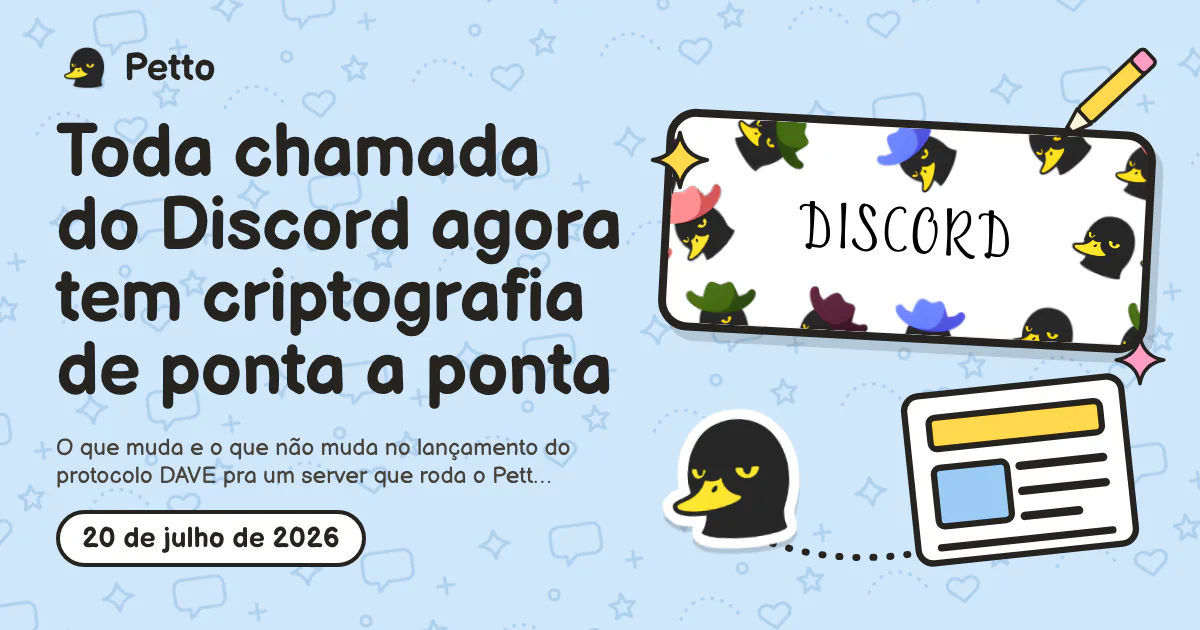 Petto
Toda chamada
do Discord agora
tem criptografia
de ponta a ponta
O que muda e o que não muda no lançamento do
protocolo DAVE pra um server que roda o Pett...
20 de julho de 2026
DISCORD